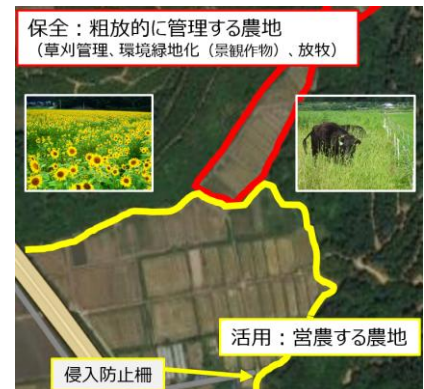 保全：粗放的に管理する農地
（草刈管理、環境緑地化（景観作物）、放牧）
活用：営農する農地
侵入防止柵